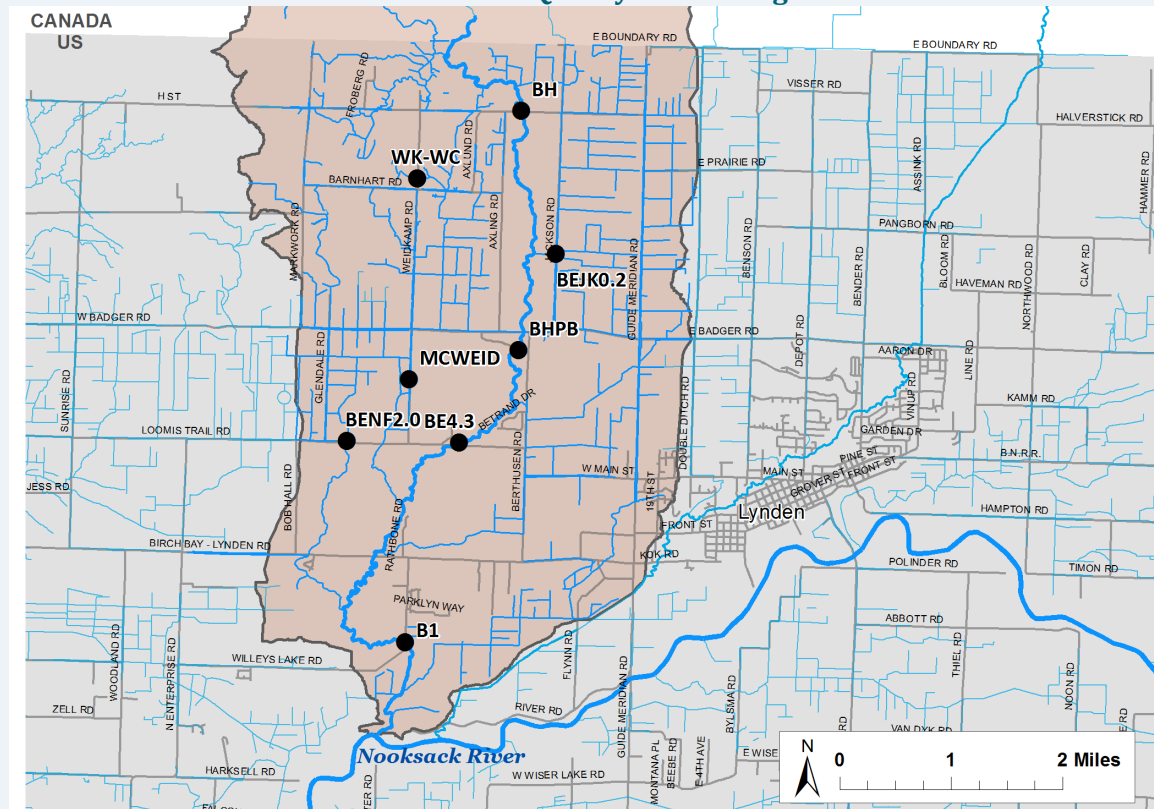 CANADA
US
E BOUNDARY RD
E BOUNDARY RD
VISSER RD
H ST
FROBERG RD
BH
HALVERSTICK RD
AXLUND RD
WK-WC
E PRAIRIE RD
ASSINK RD
HAMMER RD
BARNHART RD
MARKWORK RD
WEIDKAMP RD
AXLING RD
PANGBORN RD
BENSON RD
BEJK0.2
GUIDE MERIDIAN RD
BENDER RD
BLOOM RD
NORTHWOOD RD
CLAY RD
HAVEMAN RD
W BADGER RD
BHPB
E BADGER RD
DEPOT RD
AARON DR
LINE RD
GLENDALE RD
MCWEID
SUNRISE RD
VINUP RD
KAMM RD
BENF2.0
BE4.3
BETRAND DR
DOUBLE DITCH RD
GARDEN DR
LOOMIS TRAIL RD
BERTHUSEN RD
W MAIN ST
MAIN ST
PINE ST
FRONT ST
GROVER ST
B.N.R.R.
JESS RD
BOB HALL RD
19TH ST
Lynden
HAMPTON RD
FRONT ST
RATHBONE RD
BIRCH BAY - LYNDEN RD
KOK RD
POLINDER RD
TIMON RD
PARKLYN WAY
B1
ABBOTT RD
WOODLAND RD
N ENTERPRISE RD
WILLEYS LAKE RD
FLYNN RD
THIEL RD
NOON RD
GUIDE MERIDIAN RD
BYLSMA RD
ZELL RD
RIVER RD
Nooksack River
VAN DYK RD
N
0 1 2 Miles
HARKSELL RD
W WISER LAKE RD
MONTANA PL
BEEBE RD
E 4TH AVE
E WISE